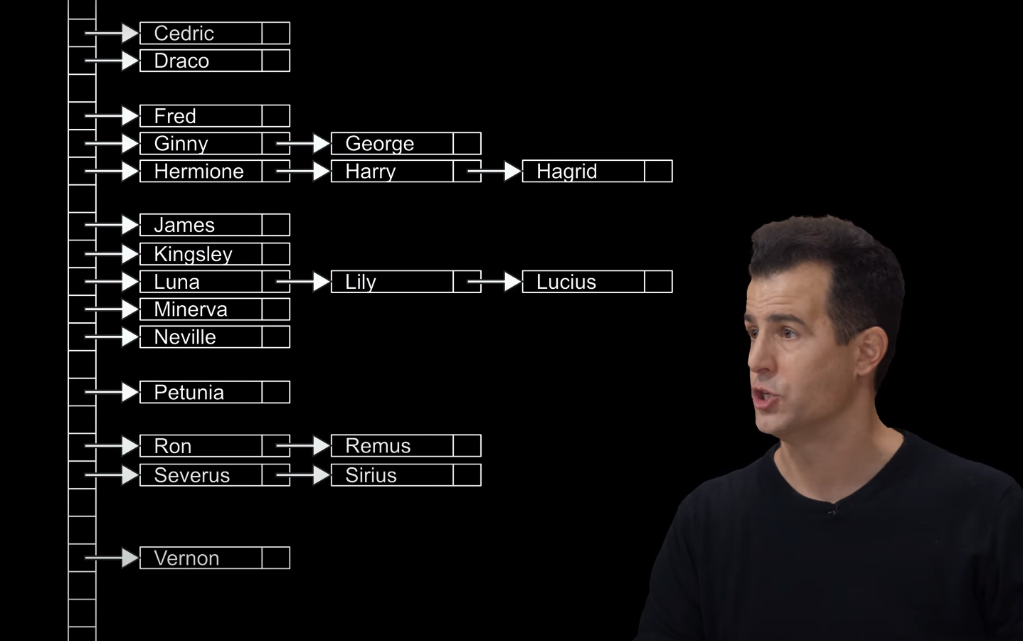 Cedric
Draco
Fred
Ginny George
Hermione Harry Hagrid
James
Kingsley
Luna Lily Lucius
Minerva
Neville
Petunia
Ron Remus
Severus Sirius
Vernon